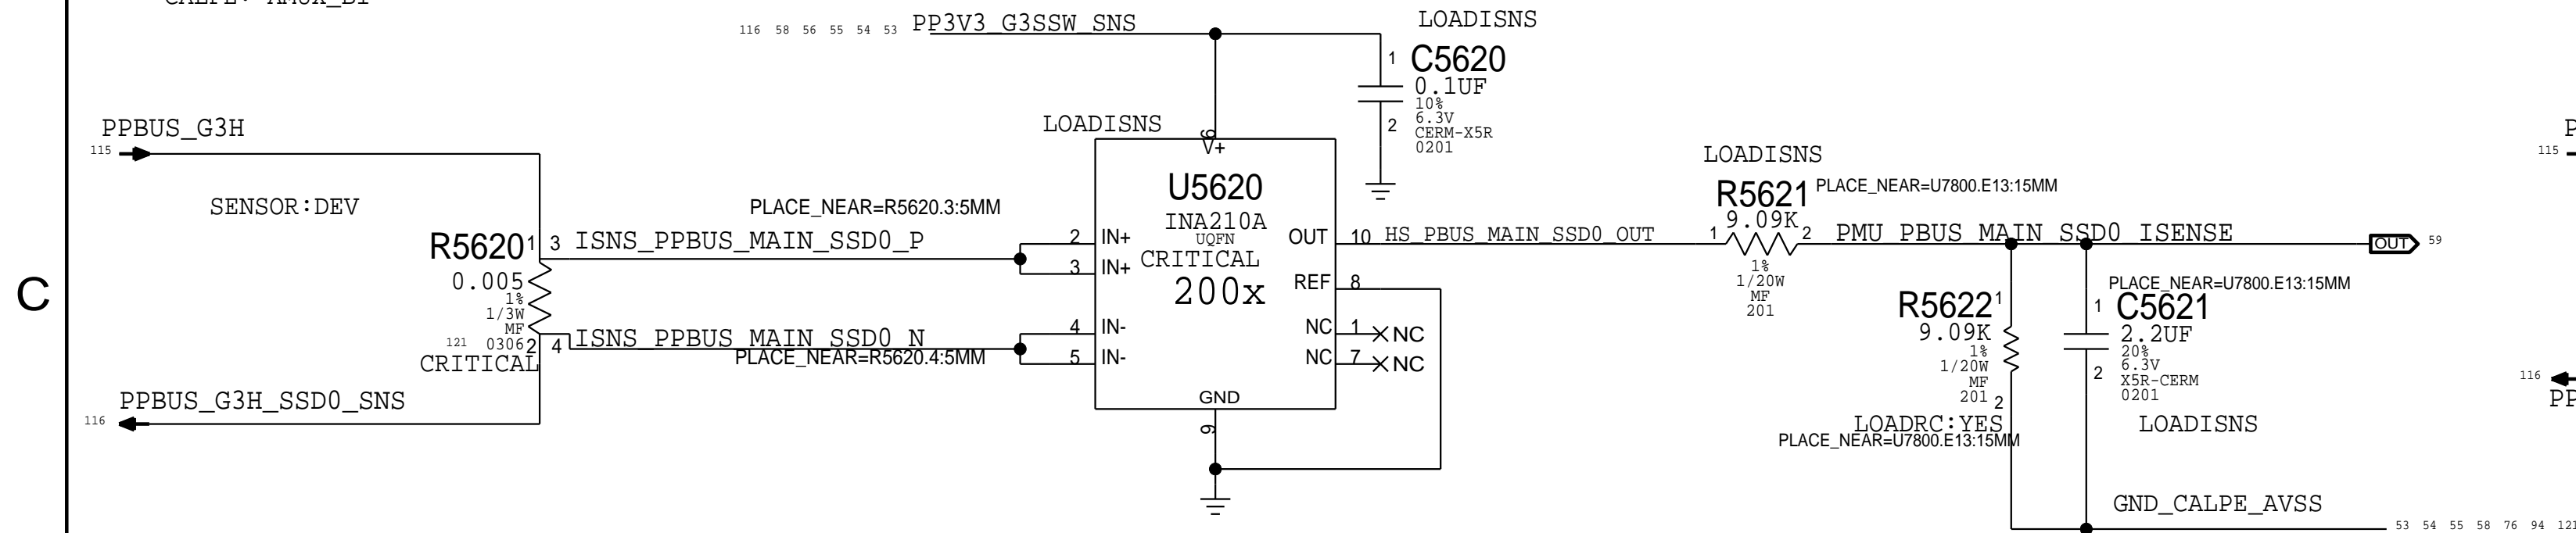 116 58 56 55 54 53 PP3V3_G3SSW_SNS
LOADISNS
1 C5620
0.1UF
10%
6.3V
2 CERM-X5R
0201
PPBUS_G3H
115
SENSOR:DEV
R5620 1 3 ISNS_PPBUS_MAIN_SSD0_P
PLACE_NEAR=R5620.3:5MM
0.005
1%
1/3W
MF
121 0306 2 4 ISNS_PPBUS_MAIN_SSD0_N
PLACE_NEAR=R5620.4:5MM
CRITICAL
PPBUS_G3H_SSD0_SNS
116
C
LOADISNS
6
V+
U5620
INA210A
UQFN
CRITICAL
200x
2 IN+
3 IN+
4 IN-
5 IN-
OUT 10 HS_PBUS_MAIN_SSD0_OUT
REF 8
NC 1 NC
NC 7 NC
GND
9
LOADISNS
R5621 PLACE_NEAR=U7800.E13:15MM
9.09K
1 2 PMU_PBUS_MAIN_SSD0_ISENSE
1%
1/20W
MF
201
OUT 59
R5622 1
9.09K
1%
1/20W
MF
201 2
LOADRC:YES
PLACE_NEAR=U7800.E13:15MM
PLACE_NEAR=U7800.E13:15MM
1 C5621
2.2UF
20%
6.3V
2 X5R-CERM
0201
LOADISNS
GND_CALPE_AVSS
53 54 55 58 76 94 121
115
116